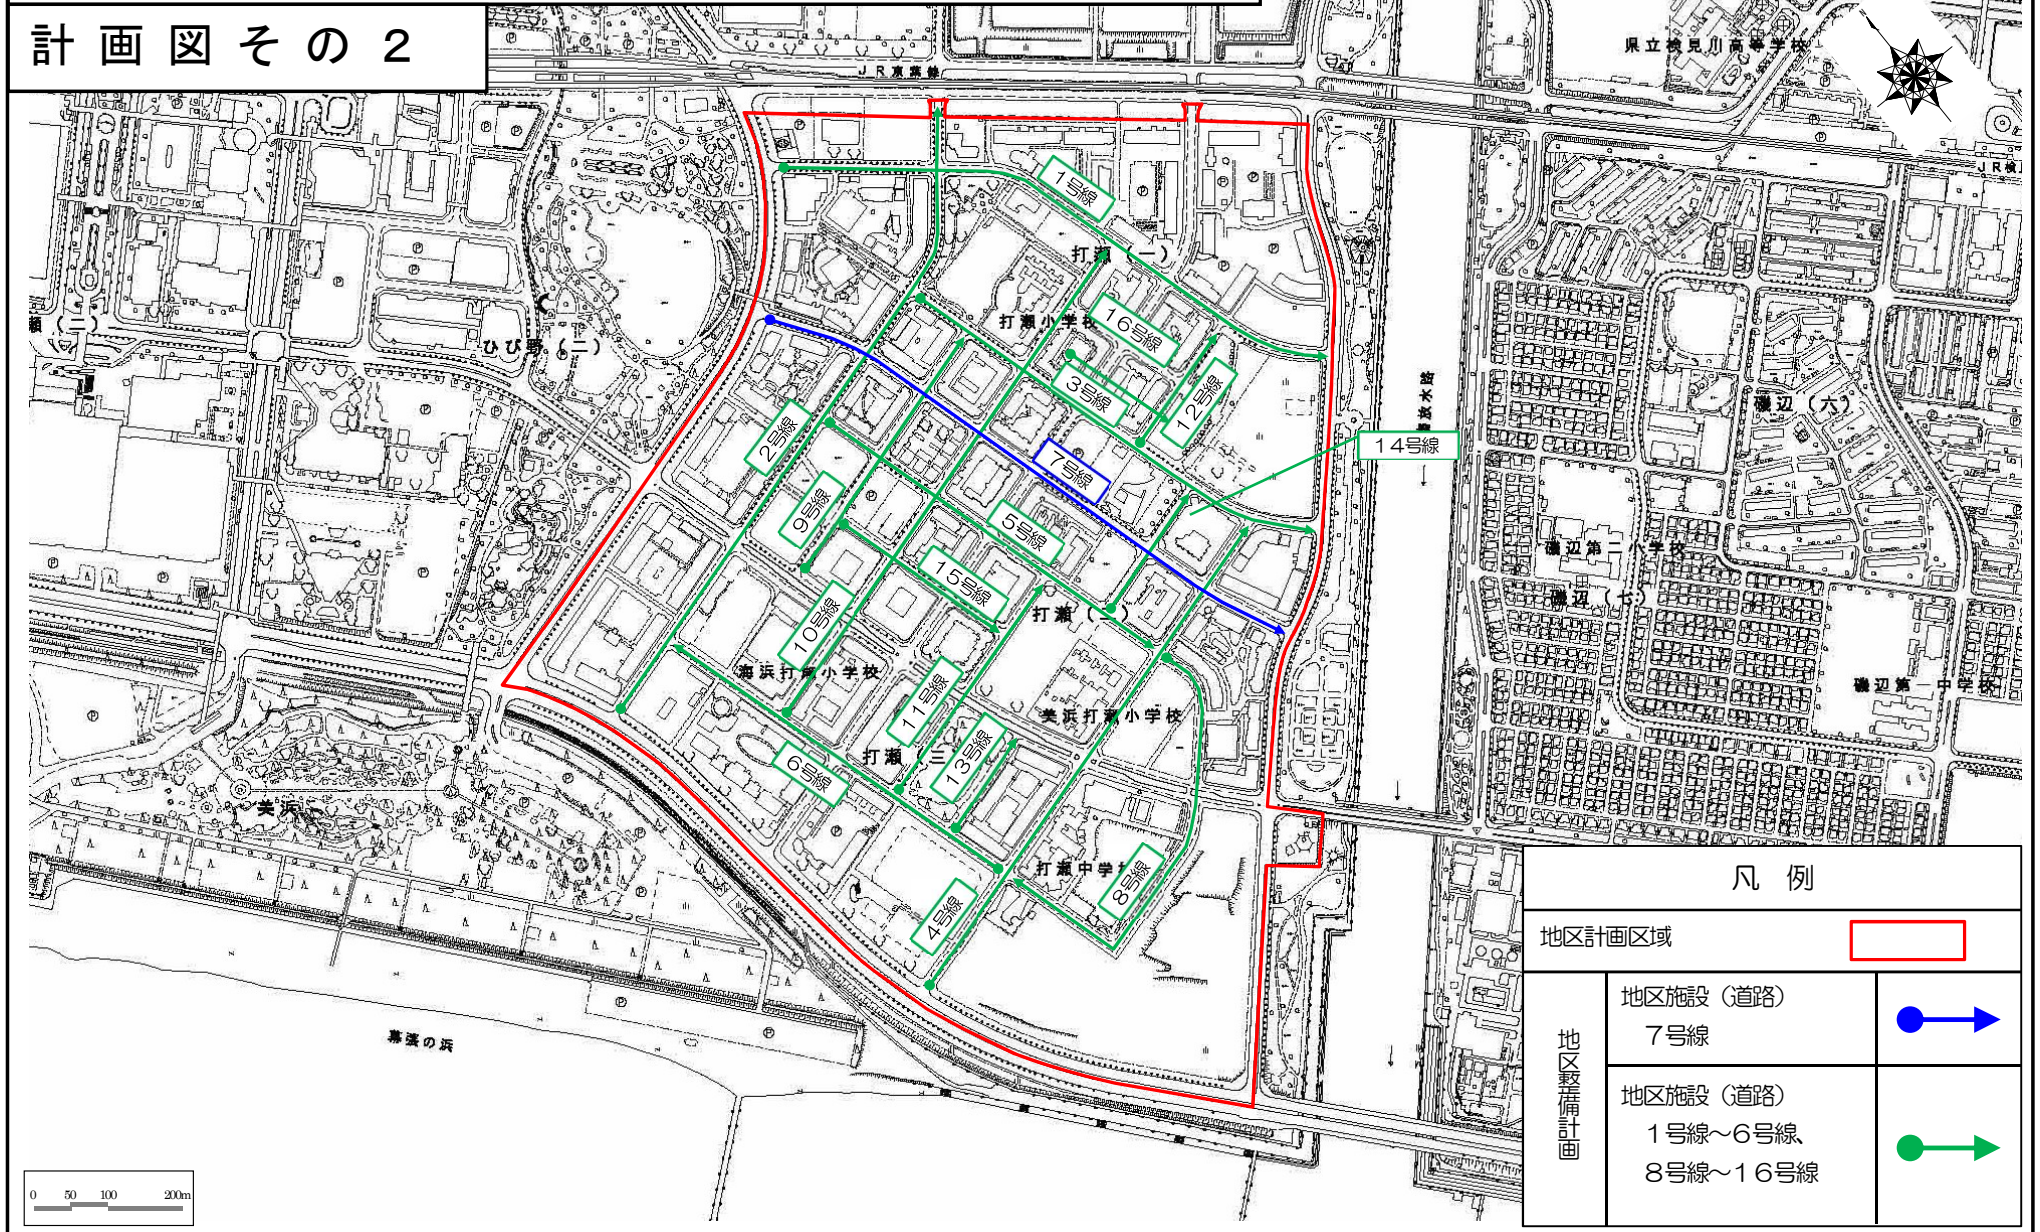 計画図その２
ＪＲ京葉線
県立検見川高等学校
ＪＲ検
1号線
打瀬（一）
16号線
打瀬小学校
瀬（二）
ひび野（二）
3号線
12号線
磯辺（六）
放水路
14号線
2号線
7号線
9号線
5号線
磯辺第二小学校
15号線
磯辺（七）
打瀬（二）
10号線
海浜打瀬小学校
磯辺第一中学校
11号線
美浜打瀬小学校
打瀬（三
13号線
6号線
美浜
打瀬中学校
8号線
4号線
幕張の浜
凡　例
地区計画区域
地区整備計画
地区施設（道路）
7号線
地区施設（道路）
1号線～6号線、
8号線～16号線
0 50 100 200m